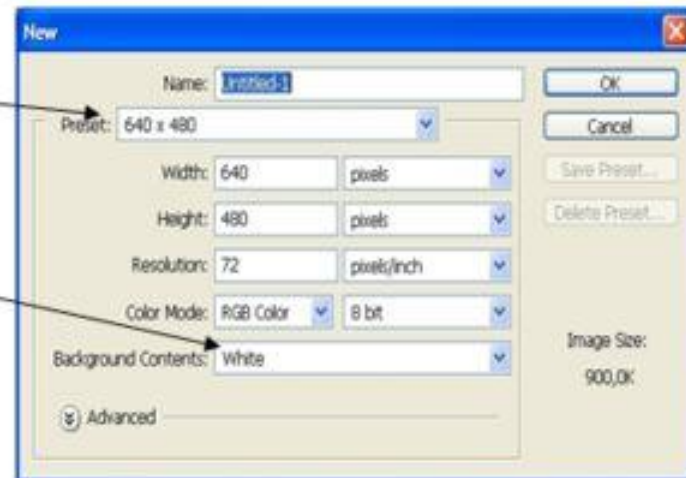 New
Name: Untitled-1
OK
Preset: 640 x 480
Cancel
Width: 640 pixels
Save Preset...
Height: 480 pixels
Delete Preset...
Resolution: 72 pixels/inch
Color Mode: RGB Color 8 bit
Background Contents: White
Image Size:
900,0K
Advanced